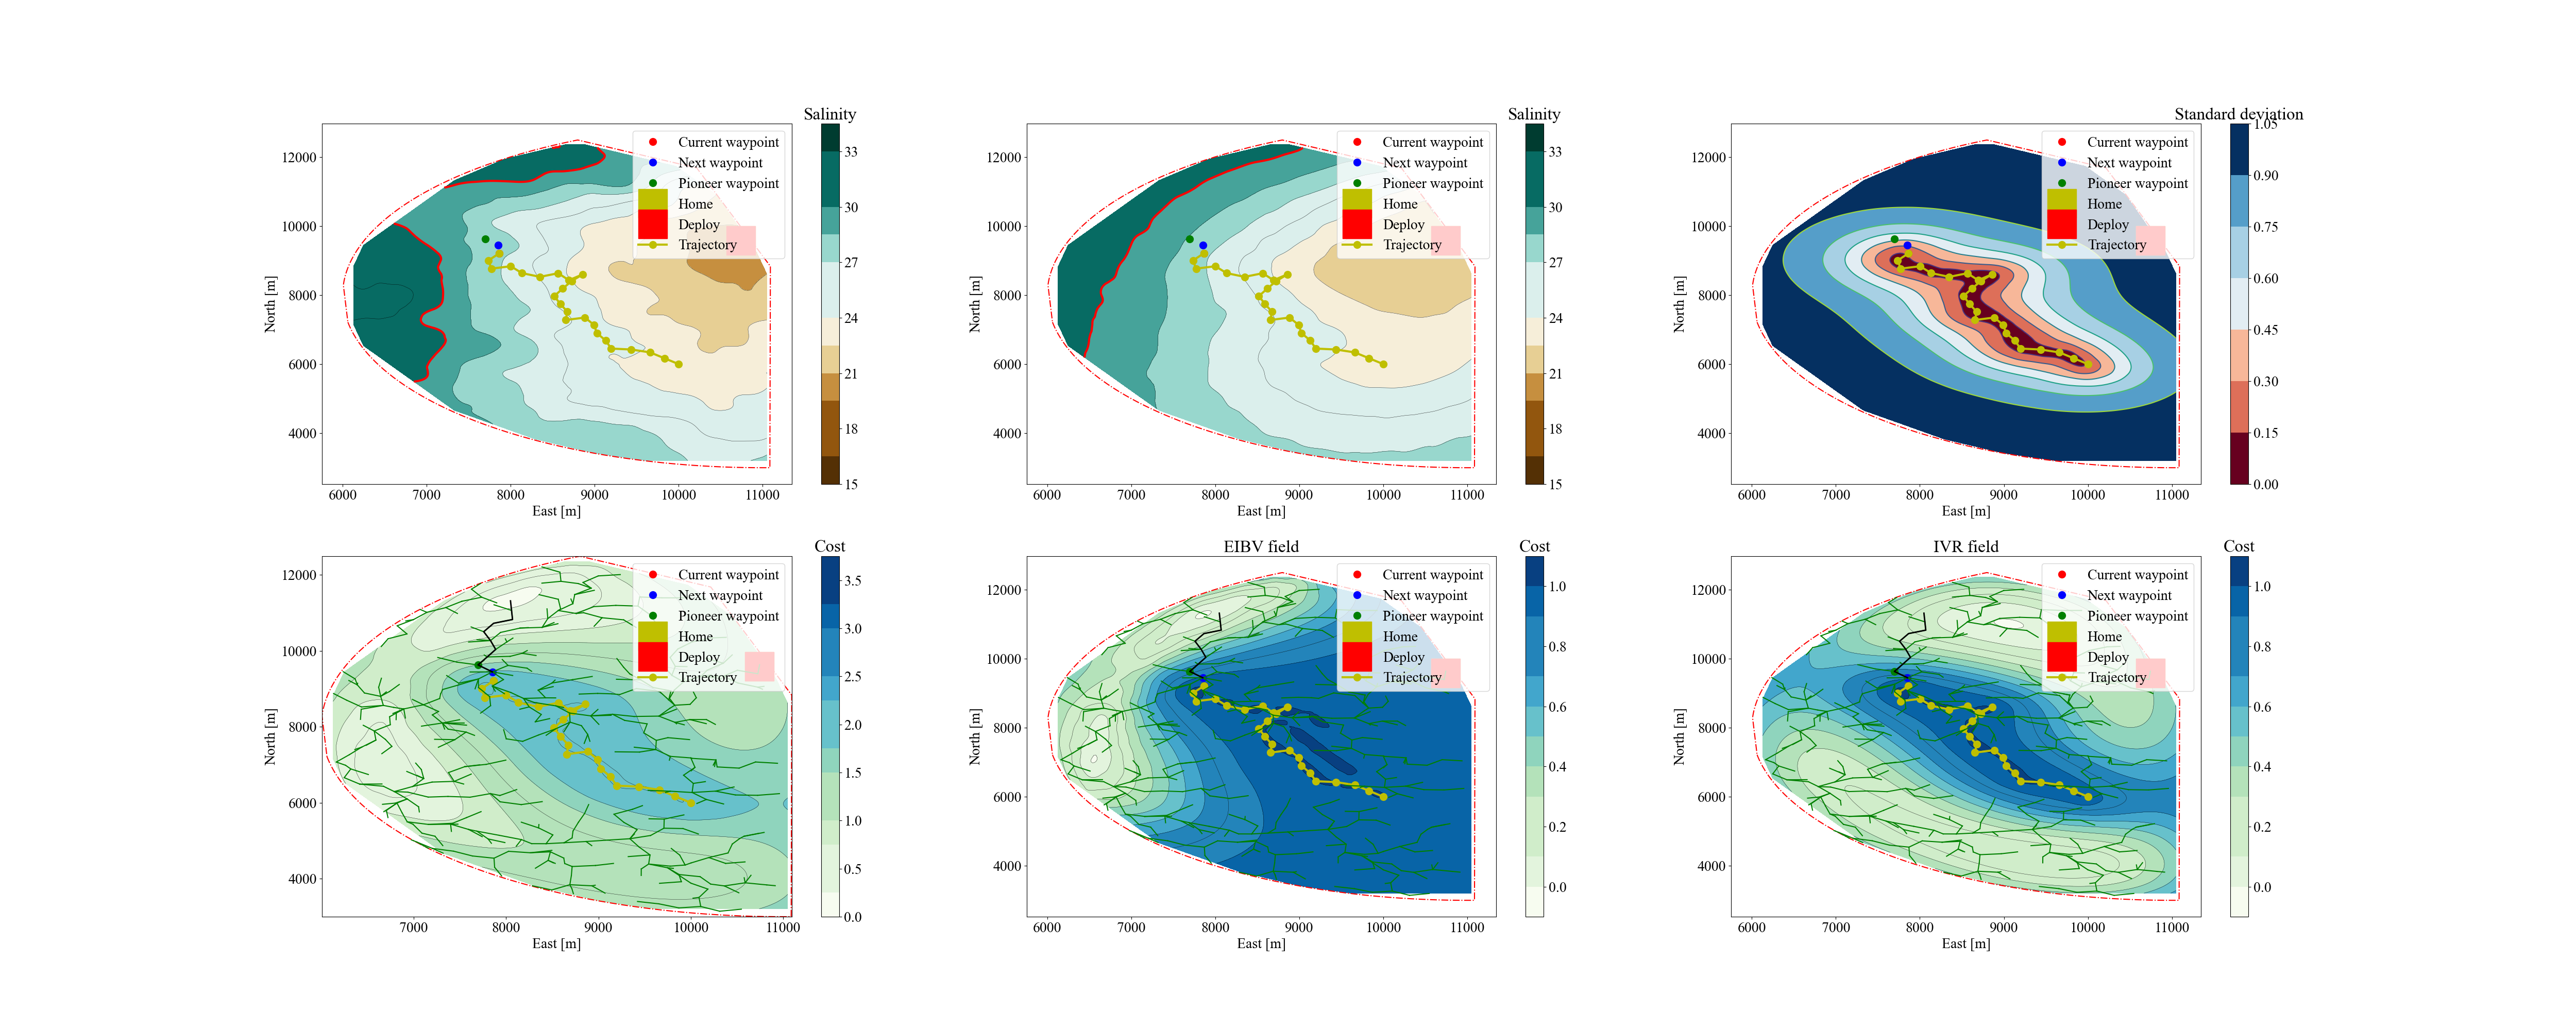 Salinity
Current waypoint
Next waypoint
Pioneer waypoint
Home
Deploy
Trajectory
12000
10000
8000
6000
4000
North [m]
6000 7000 8000 9000 10000 11000
East [m]
33
30
27
24
21
18
15
Salinity
Current waypoint
Next waypoint
Pioneer waypoint
Home
Deploy
Trajectory
12000
10000
8000
6000
4000
North [m]
6000 7000 8000 9000 10000 11000
East [m]
33
30
27
24
21
18
15
Standard deviation
Current waypoint
Next waypoint
Pioneer waypoint
Home
Deploy
Trajectory
12000
10000
8000
6000
4000
North [m]
6000 7000 8000 9000 10000 11000
East [m]
1.05
0.90
0.75
0.60
0.45
0.30
0.15
0.00
Cost
Current waypoint
Next waypoint
Pioneer waypoint
Home
Deploy
Trajectory
12000
10000
8000
6000
4000
North [m]
7000 8000 9000 10000 11000
East [m]
3.5
3.0
2.5
2.0
1.5
1.0
0.5
0.0
EIBV field
Cost
Current waypoint
Next waypoint
Pioneer waypoint
Home
Deploy
Trajectory
12000
10000
8000
6000
4000
North [m]
6000 7000 8000 9000 10000 11000
East [m]
1.0
0.8
0.6
0.4
0.2
0.0
IVR field
Cost
Current waypoint
Next waypoint
Pioneer waypoint
Home
Deploy
Trajectory
12000
10000
8000
6000
4000
North [m]
6000 7000 8000 9000 10000 11000
East [m]
1.0
0.8
0.6
0.4
0.2
0.0